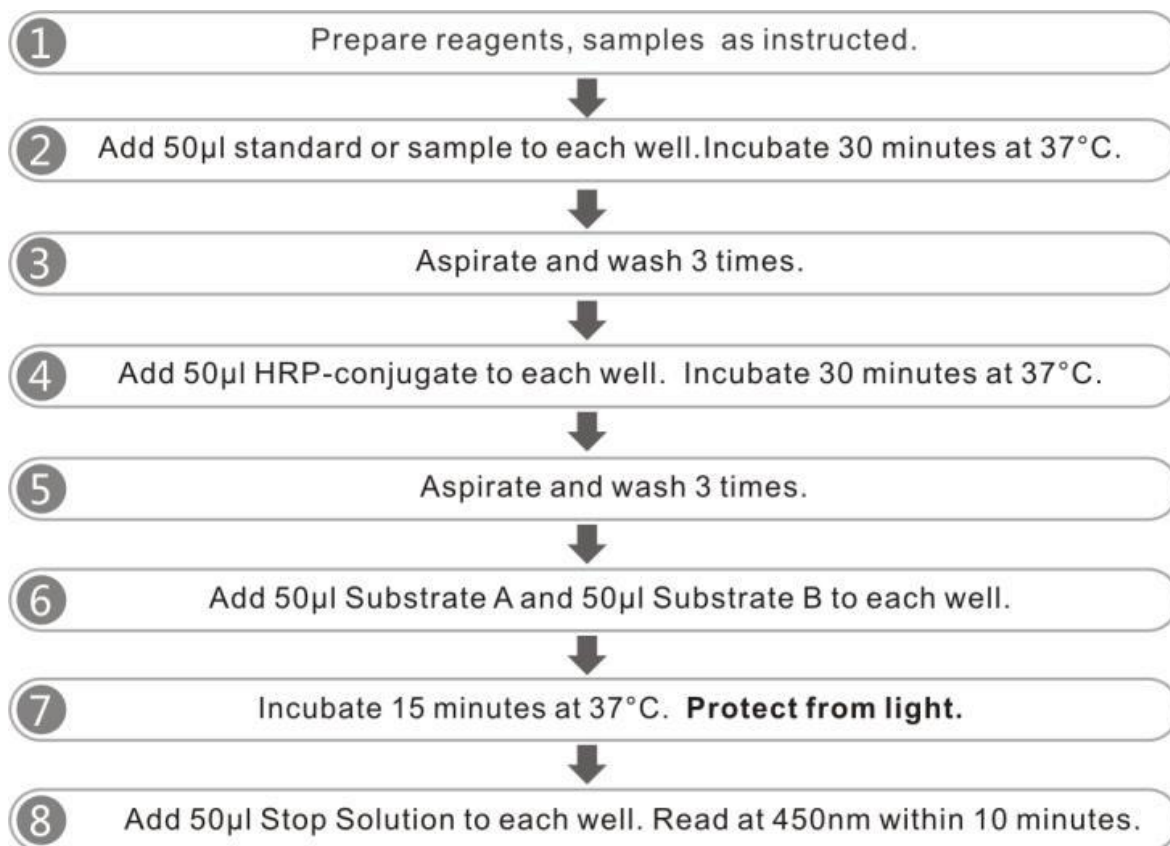 1 Prepare reagents, samples as instructed.
2 Add 50µl standard or sample to each well.Incubate 30 minutes at 37°C.
3 Aspirate and wash 3 times.
4 Add 50µl HRP-conjugate to each well. Incubate 30 minutes at 37°C.
5 Aspirate and wash 3 times.
6 Add 50µl Substrate A and 50µl Substrate B to each well.
7 Incubate 15 minutes at 37°C. Protect from light.
8 Add 50µl Stop Solution to each well. Read at 450nm within 10 minutes.